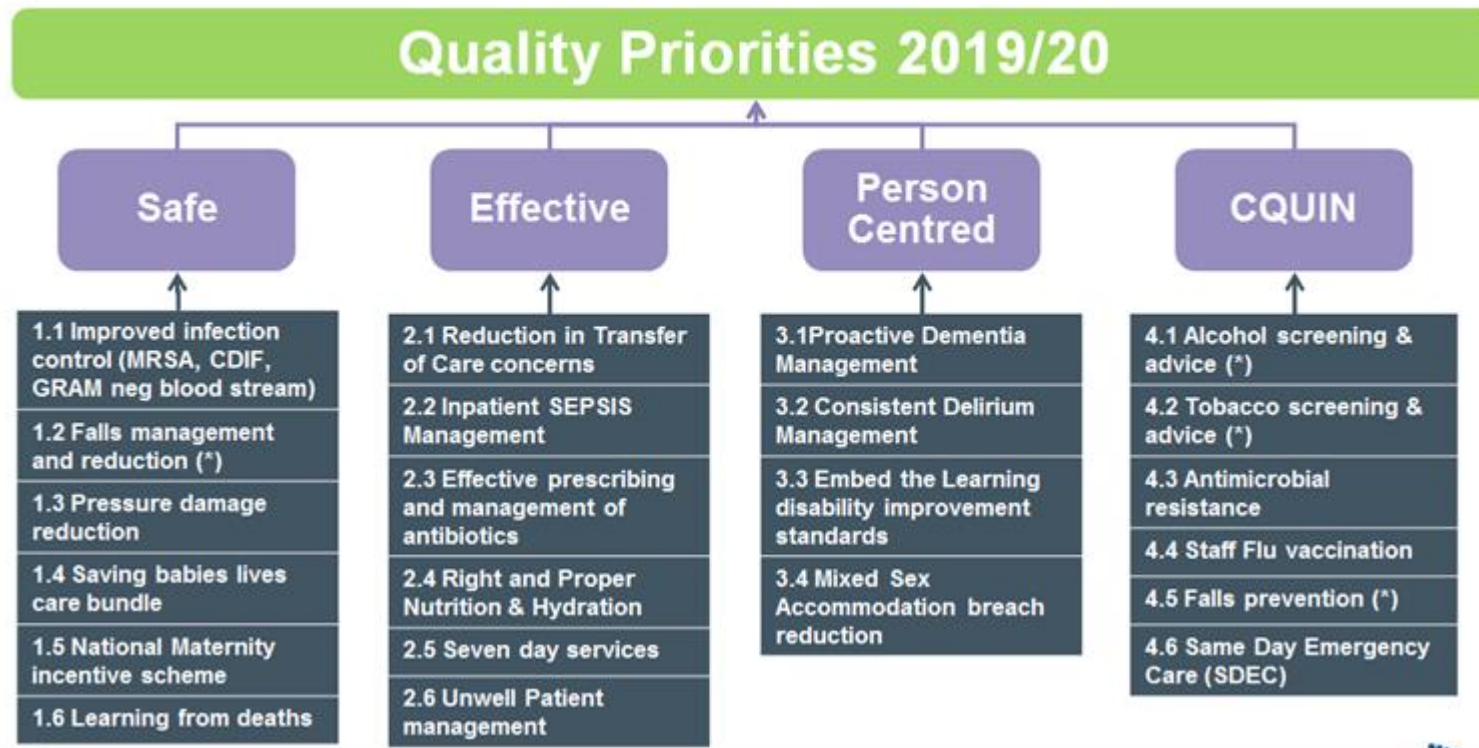 Quality Priorities 2019/20
Safe
1.1 Improved infection
control (MRSA, CDIF,
GRAM neg blood stream)
1.2 Falls management
and reduction (*)
1.3 Pressure damage
reduction
1.4 Saving babies lives
care bundle
1.5 National Maternity
incentive scheme
1.6 Learning from deaths
Effective
2.1 Reduction in Transfer
of Care concerns
2.2 Inpatient SEPSIS
Management
2.3 Effective prescribing
and management of
antibiotics
2.4 Right and Proper
Nutrition & Hydration
2.5 Seven day services
2.6 Unwell Patient
management
Person
Centred
3.1Proactive Dementia
Management
3.2 Consistent Delirium
Management
3.3 Embed the Learning
disability improvement
standards
3.4 Mixed Sex
Accommodation breach
reduction
CQUIN
4.1 Alcohol screening &
advice (*)
4.2 Tobacco screening &
advice (*)
4.3 Antimicrobial
resistance
4.4 Staff Flu vaccination
4.5 Falls prevention (*)
4.6 Same Day Emergency
Care (SDEC)